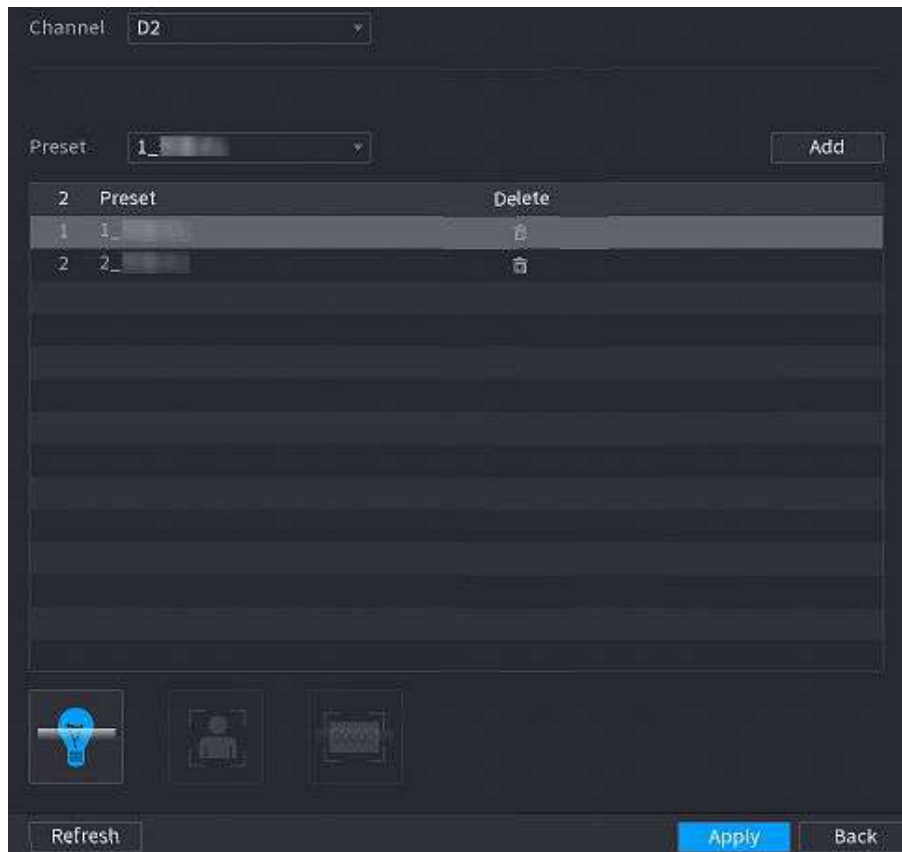 Channel D2
Preset 1_
Add
2 Preset Delete
1 1_
2 2_
Refresh Apply Back